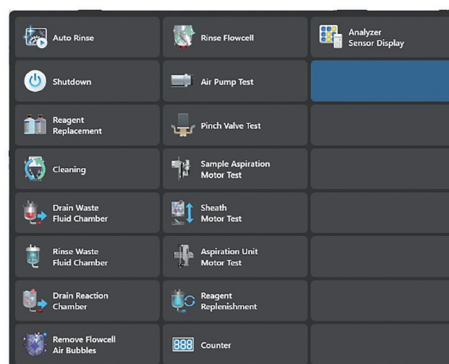 Auto Rinse
Rinse Flowcell
Analyzer
Sensor Display
Shutdown
Air Pump Test
Reagent
Replacement
Pinch Valve Test
Cleaning
Sample Aspiration
Motor Test
Drain Waste
Fluid Chamber
Sheath
Motor Test
Rinse Waste
Fluid Chamber
Aspiration Unit
Motor Test
Drain Reaction
Chamber
Reagent
Replenishment
Remove Flowcell
Air Bubbles
888
Counter